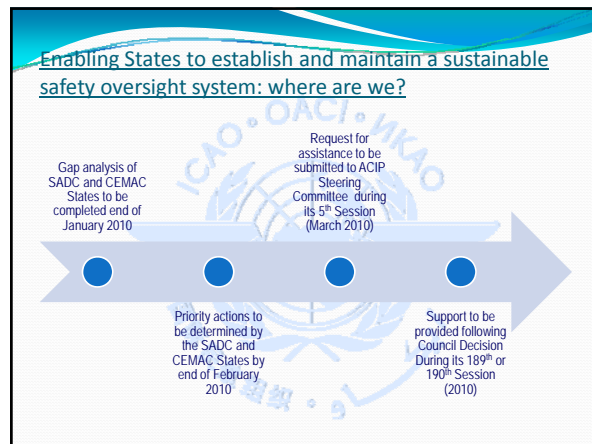 Enabling States to establish and maintain a sustainable
safety oversight system: where are we?
ICAO • OACI • ИКАО
Gap analysis of
SADC and CEMAC
States to be
completed end of
January 2010
Priority actions to
be determined by
the SADC and
CEMAC States by
end of February
2010
Request for
assistance to be
submitted to ACIP
Steering
Committee during
its 5th Session
(March 2010)
Support to be
provided following
Council Decision
During its 189th or
190th Session
(2010)